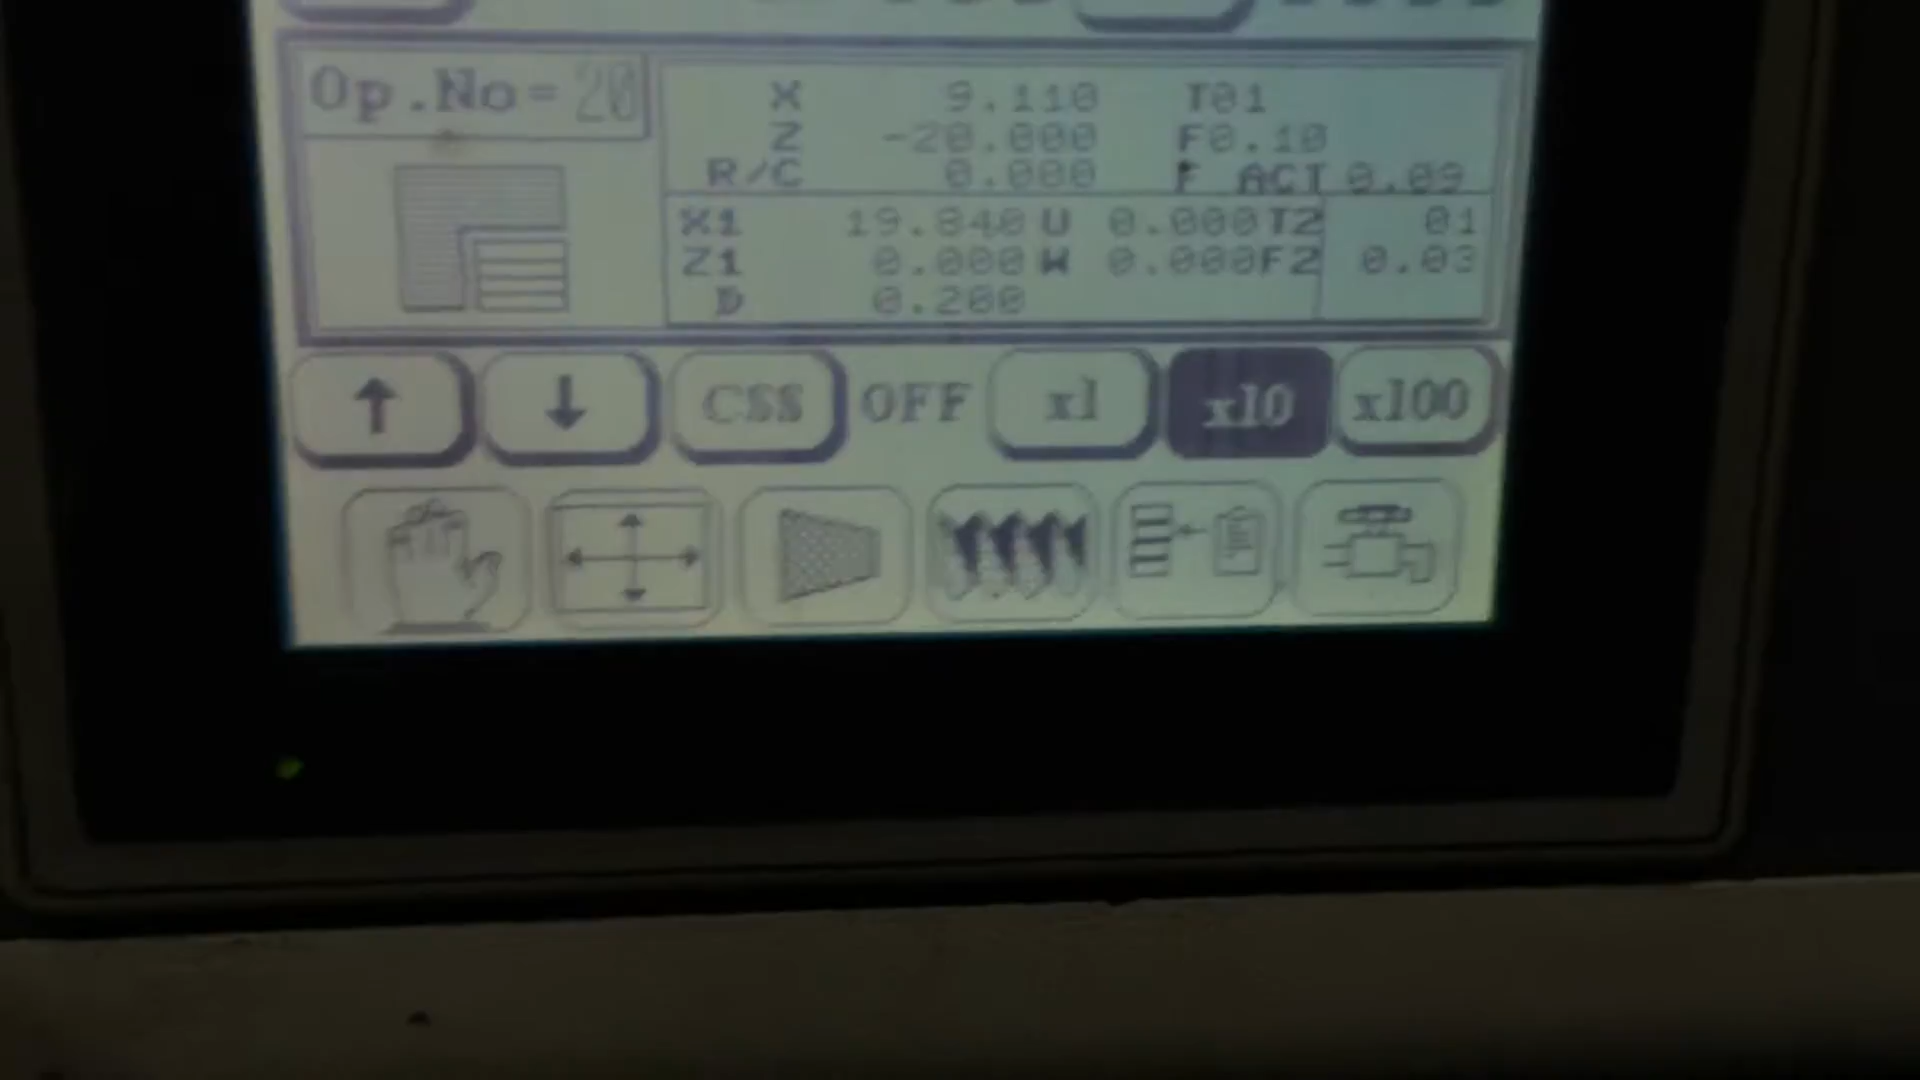 Op.No=20
X 9.110 T01
Z -20.000 F0.10
R/C 0.000 F ACT 0.09
X1 19.840 U 0.000 T2 01
Z1 0.000 W 0.000 F2 0.03
D 0.200
↑ ↓ CSS OFF x1 x10 x100